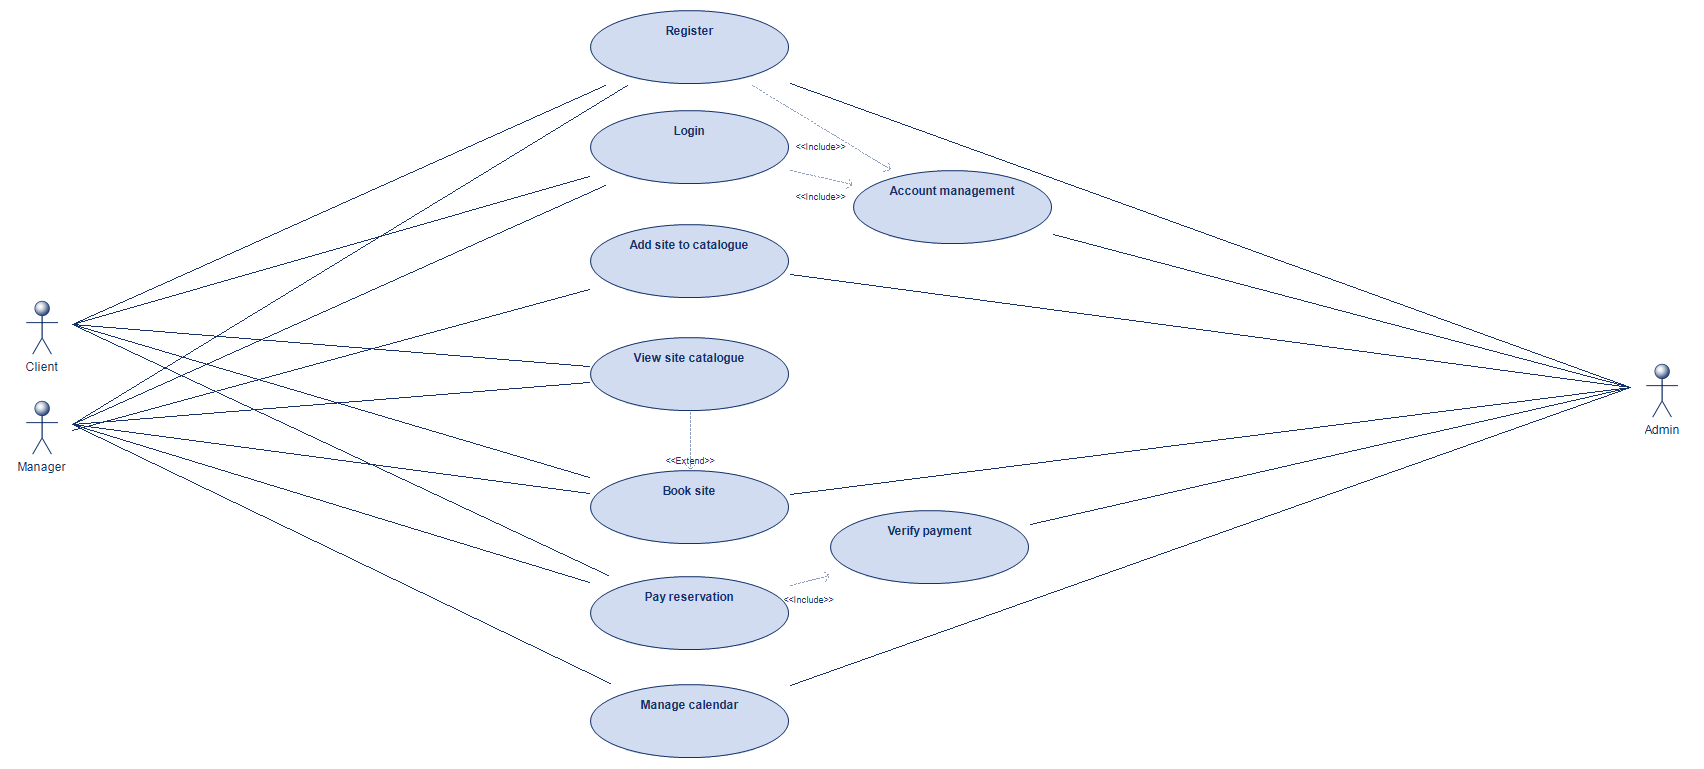 Register
Login
<<Include>>
Account management
<<Include>>
Add site to catalogue
View site catalogue
Client
Admin
<<Extend>>
Manager
Book site
Verify payment
Pay reservation
<<Include>>
Manage calendar